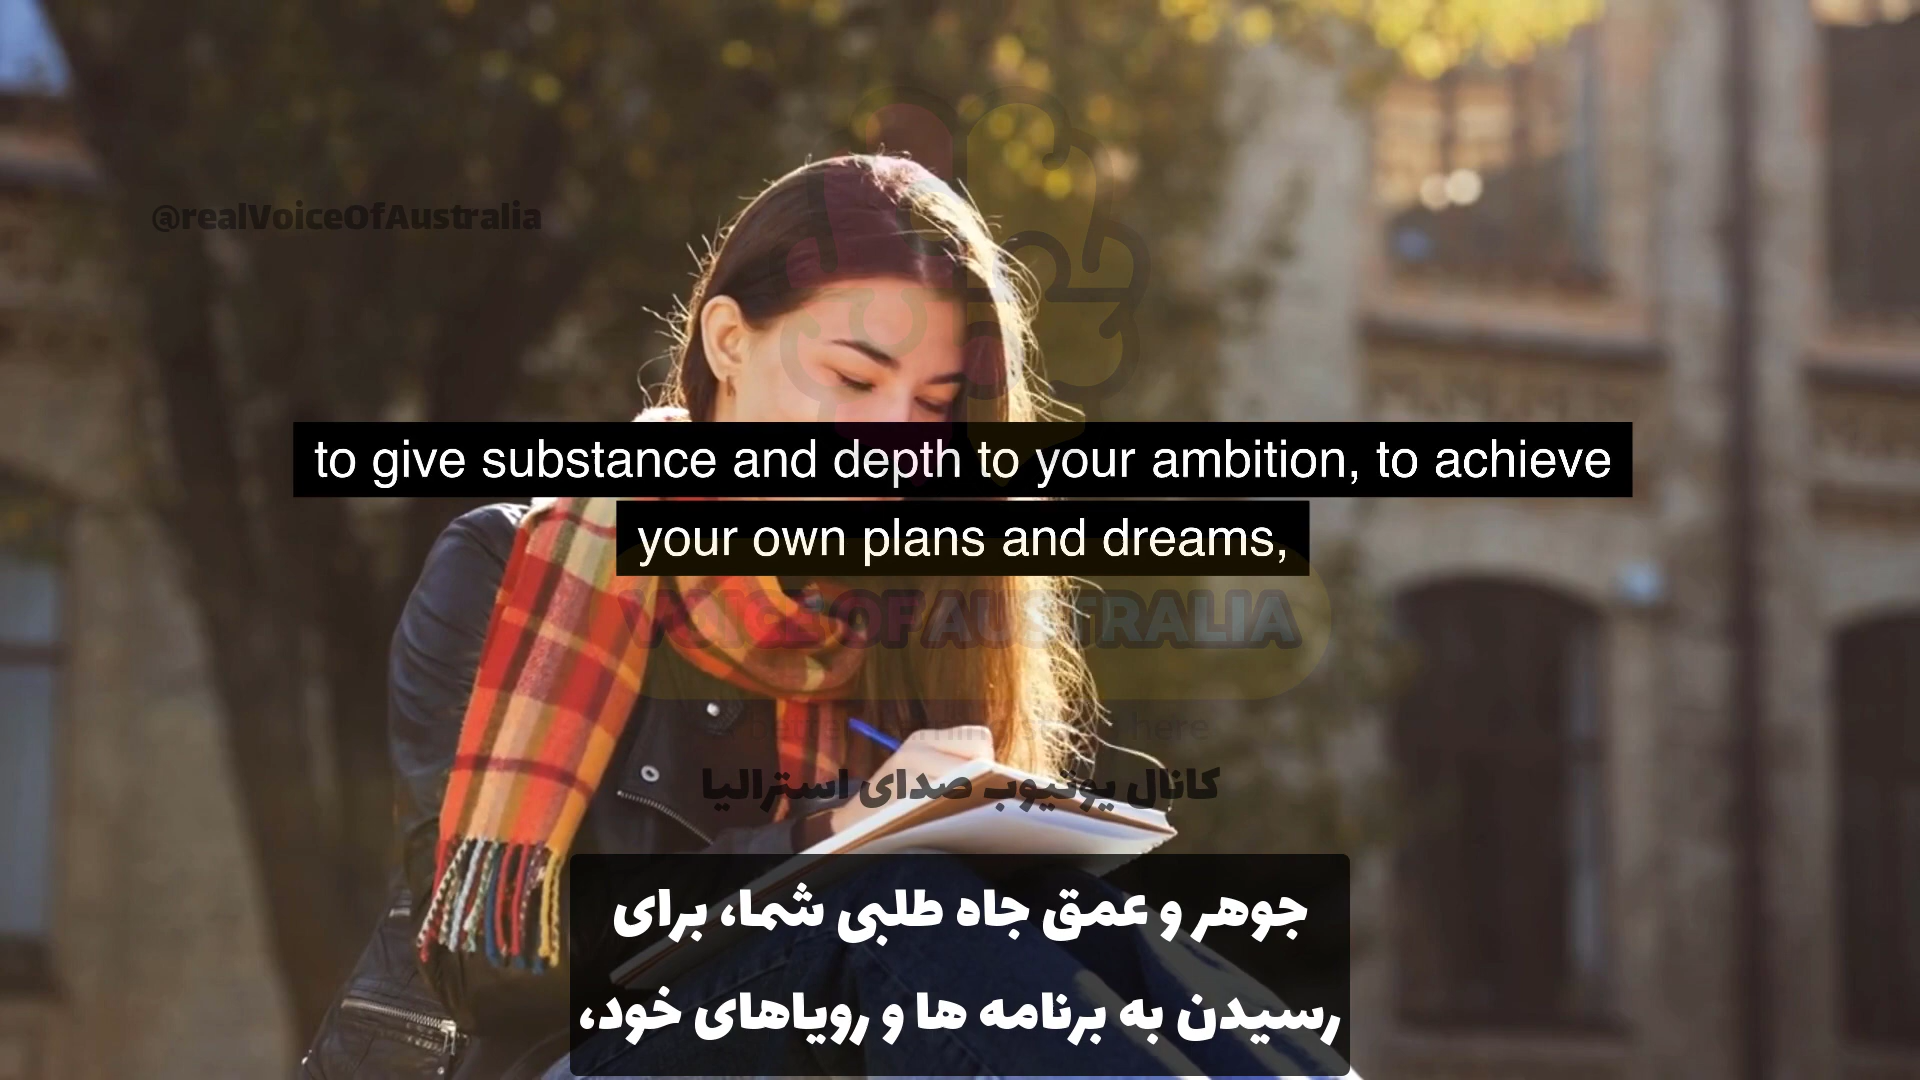 @realVoiceOfAustralia
to give substance and depth to your ambition, to achieve
your own plans and dreams,
VOICE OF AUSTRALIA
here
کانال یوتیوب صدای استرالیا
جوهر و عمق جاه طلبی شما، برای
رسیدن به برنامه ها و رویاهای خود،